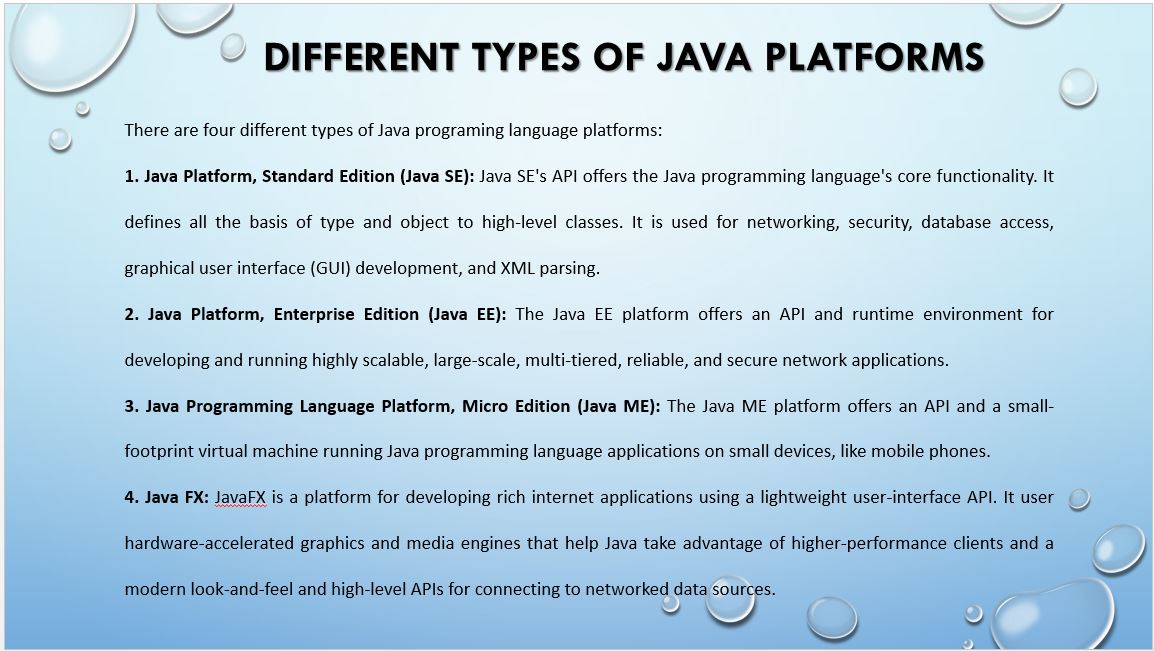 DIFFERENT TYPES OF JAVA PLATFORMS
There are four different types of Java programing language platforms:
1. Java Platform, Standard Edition (Java SE): Java SE's API offers the Java programming language's core functionality. It
defines all the basis of type and object to high-level classes. It is used for networking, security, database access,
graphical user interface (GUI) development, and XML parsing.
2. Java Platform, Enterprise Edition (Java EE): The Java EE platform offers an API and runtime environment for
developing and running highly scalable, large-scale, multi-tiered, reliable, and secure network applications.
3. Java Programming Language Platform, Micro Edition (Java ME): The Java ME platform offers an API and a small-
footprint virtual machine running Java programming language applications on small devices, like mobile phones.
4. Java FX: JavaFX is a platform for developing rich internet applications using a lightweight user-interface API. It user
hardware-accelerated graphics and media engines that help Java take advantage of higher-performance clients and a
modern look-and-feel and high-level APIs for connecting to networked data sources.